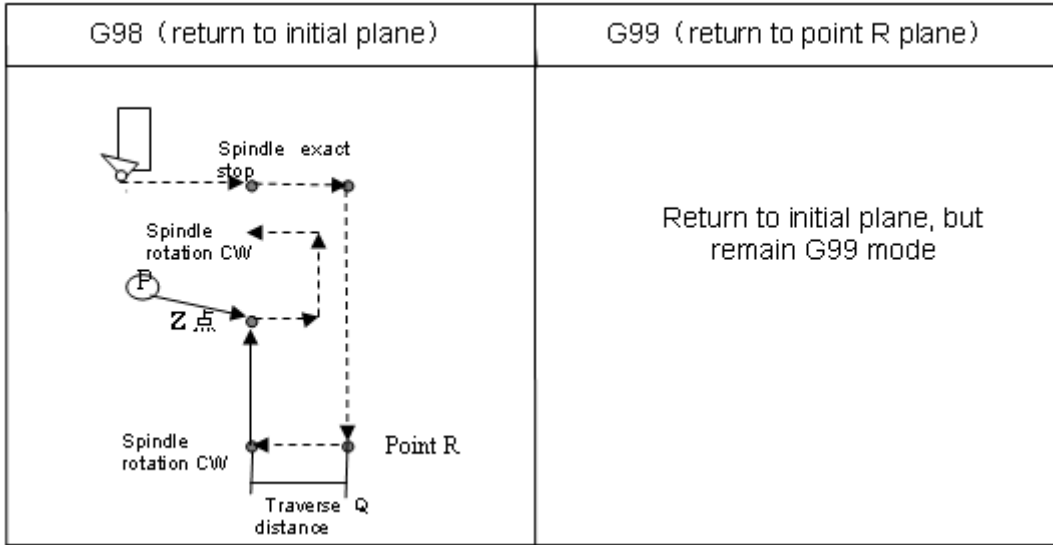 G98（return to initial plane）
G99（return to point R plane）
Spindle exact
stop
Spindle
rotation CW
P
Z 点
Spindle
rotation CW
Point R
Traverse Q
distance
Return to initial plane, but
remain G99 mode